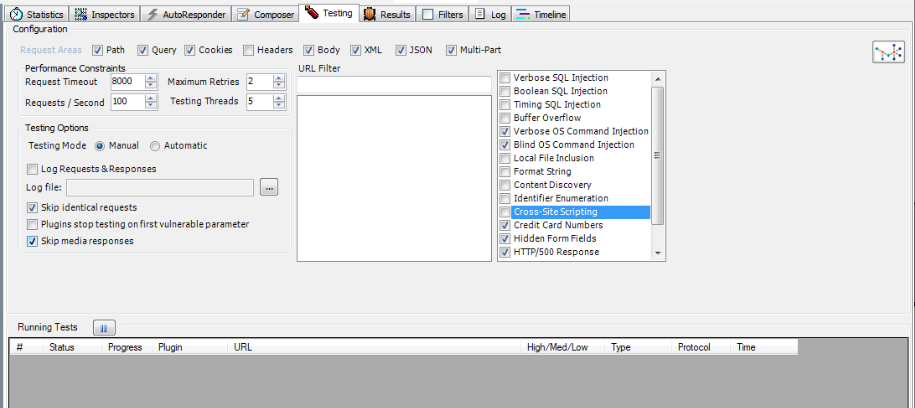 Statistics Inspectors AutoResponder Composer Testing Results Filters Log Timeline
Configuration
Request Areas Path Query Cookies Headers Body XML JSON Multi-Part
Performance Constraints
Request Timeout 8000 Maximum Retries 2
Requests / Second 100 Testing Threads 5
Testing Options
Testing Mode Manual Automatic
Log Requests & Responses
Log file: ...
Skip identical requests
Plugins stop testing on first vulnerable parameter
Skip media responses
URL Filter
Verbose SQL Injection
Boolean SQL Injection
Timing SQL Injection
Buffer Overflow
Verbose OS Command Injection
Blind OS Command Injection
Local File Inclusion
Format String
Content Discovery
Identifier Enumeration
Cross-Site Scripting
Credit Card Numbers
Hidden Form Fields
HTTP/500 Response
Running Tests
# Status Progress Plugin URL High/Med/Low Type Protocol Time